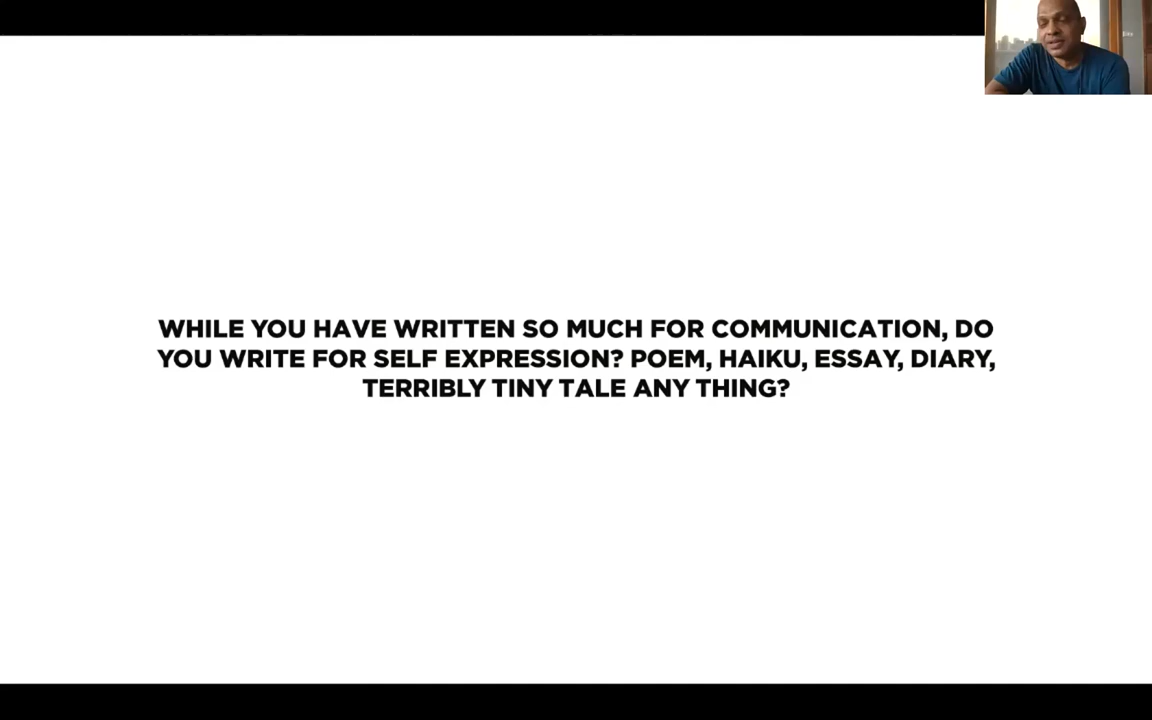 WHILE YOU HAVE WRITTEN SO MUCH FOR COMMUNICATION, DO
YOU WRITE FOR SELF EXPRESSION? POEM, HAIKU, ESSAY, DIARY,
TERRIBLY TINY TALE ANY THING?